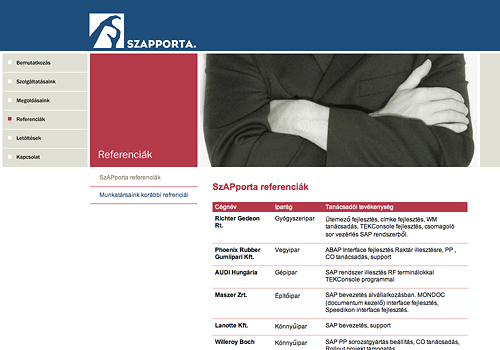 SZAPPORTA.
Bemutatkozás
Szolgáltatásaink
Megoldásaink
Referenciák
Letöltések
Kapcsolat
Referenciák
SzAPporta referenciák
Munkatársaink korábbi refrenciái
SzAPporta referenciák
Cégnév Iparág Tanácsadói tevékenység
Richter Gedeon Rt. Gyógyszeripar Ütemező fejlesztés, címke fejlesztés, WM
tanácsadás, TEKConsole fejlesztés, csomagoló
sor vezérlés SAP rendszerből.
Phoenix Rubber Gumiipari Kft. Vegyipar ABAP Interface fejlesztés Raktár illesztésre, PP ,
CO tanácsadás, support
AUDI Hungária Gépipar SAP rendszer illesztés RF terminálokkal
TEKConsole programmal
Maszer Zrt. Építőipar SAP bevezetés alvállalkozásban. MONDOC
(documentum kezelő) interface fejlesztés,
Speedikon interface fejlesztés.
Lanotte Kft. Könnyűipar SAP bevezetés, support
Willeroy Boch Könnyűipar SAP PP sorozatgyártás beállítás, CO tanácsadás,
Rollout projekt támogatás